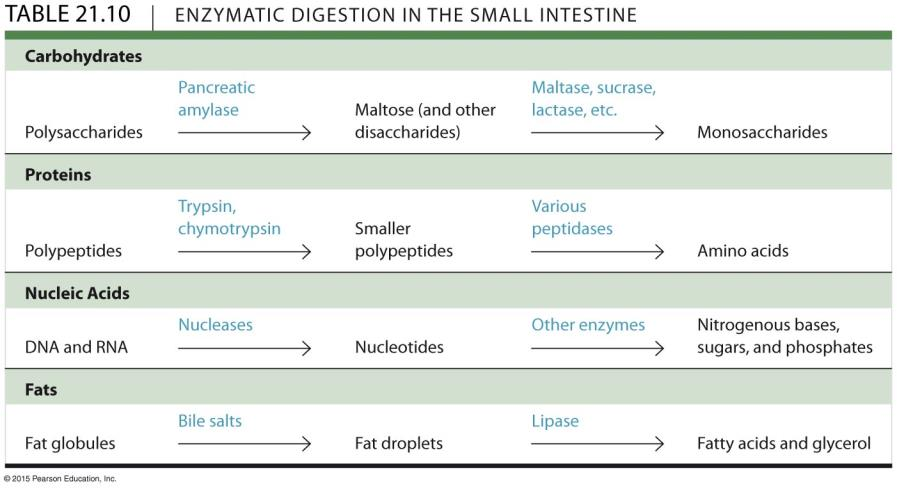 TABLE 21.10 | ENZYMATIC DIGESTION IN THE SMALL INTESTINE
Carbohydrates
Polysaccharides
Pancreatic
amylase
Maltose (and other
disaccharides)
Maltase, sucrase,
lactase, etc.
Monosaccharides
Proteins
Polypeptides
Trypsin,
chymotrypsin
Smaller
polypeptides
Various
peptidases
Amino acids
Nucleic Acids
DNA and RNA
Nucleases
Nucleotides
Other enzymes
Nitrogenous bases,
sugars, and phosphates
Fats
Fat globules
Bile salts
Fat droplets
Lipase
Fatty acids and glycerol
© 2015 Pearson Education, Inc.